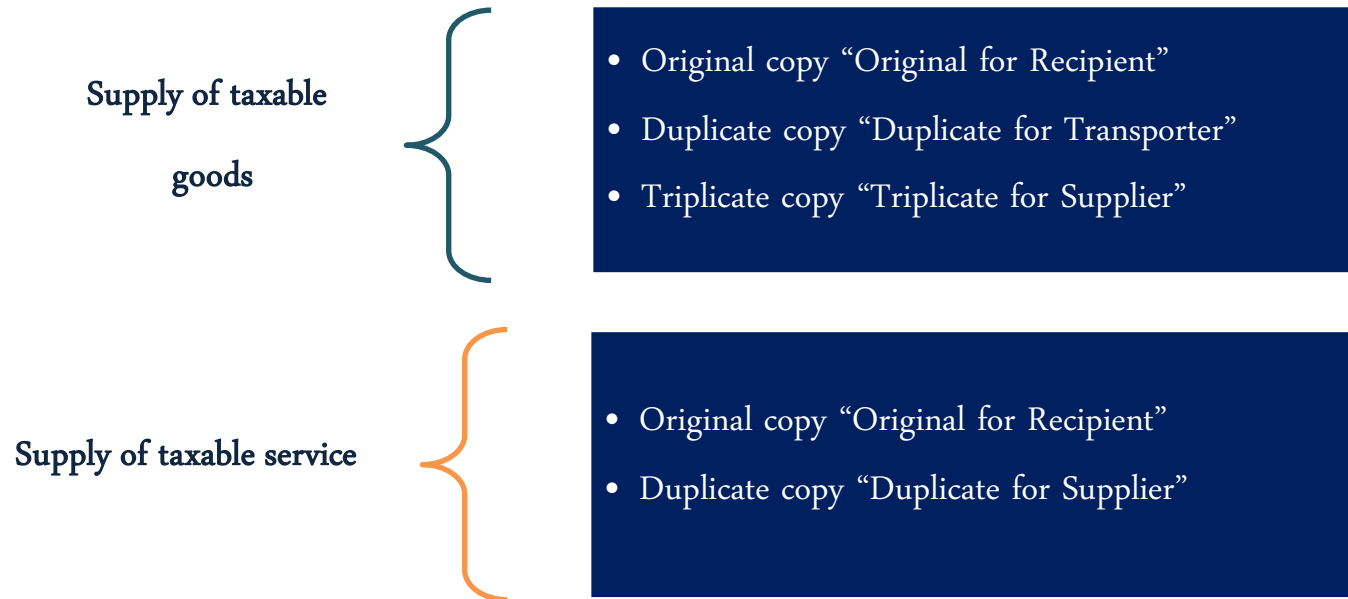 Supply of taxable
goods
• Original copy “Original for Recipient”
• Duplicate copy “Duplicate for Transporter”
• Triplicate copy “Triplicate for Supplier”
Supply of taxable service
• Original copy “Original for Recipient”
• Duplicate copy “Duplicate for Supplier”